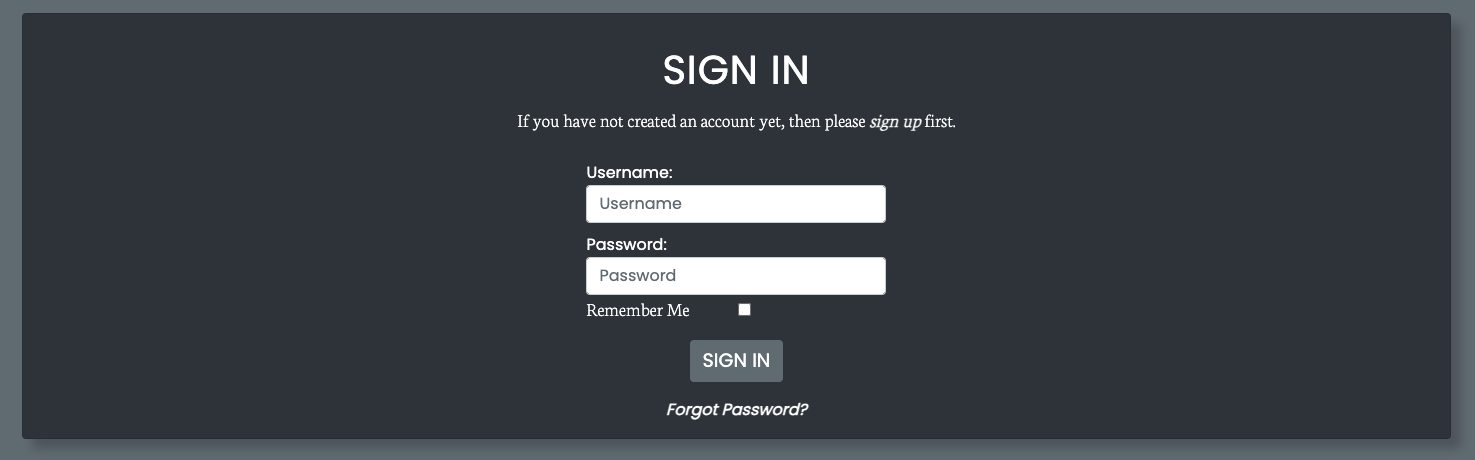 SIGN IN
If you have not created an account yet, then please sign up first.
Username:
Username
Password:
Password
Remember Me
SIGN IN
Forgot Password?